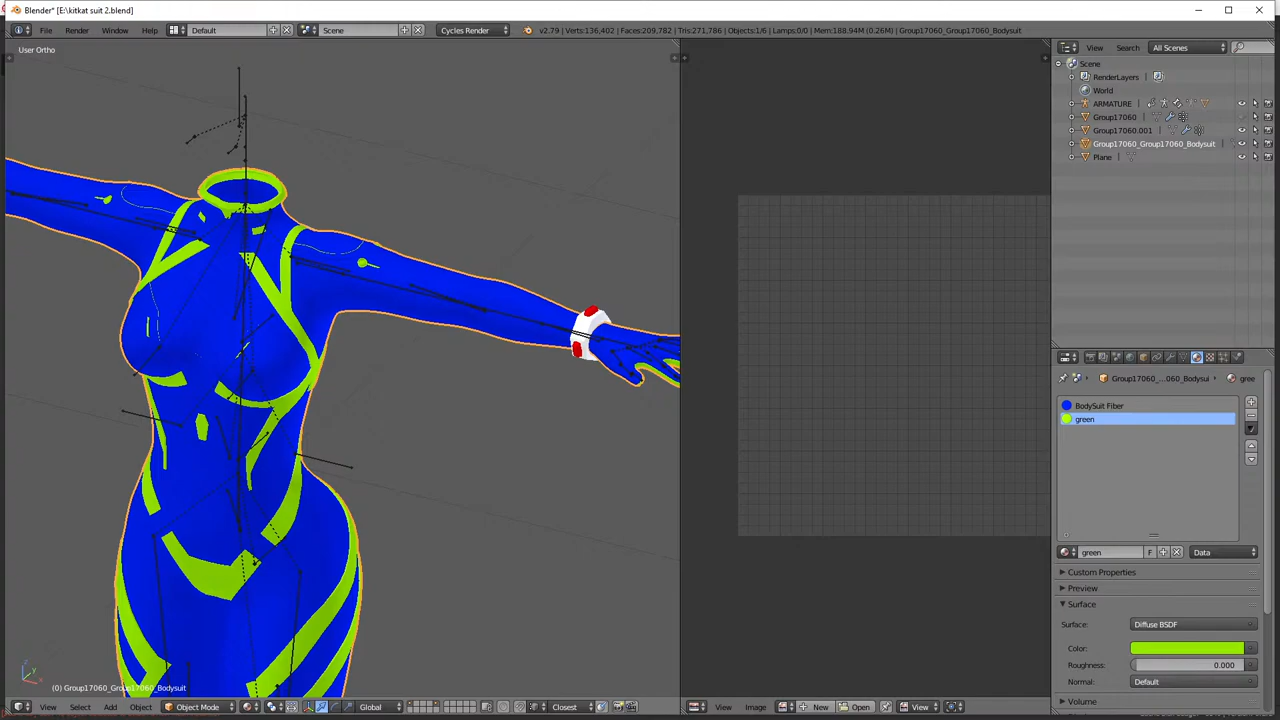 Blender* [E:\kitkat suit 2.blend]
File Render Window Help Default Scene Cycles Render v2.79 | Verts:136,402 | Faces:209,782 | Tris:271,786 | Objects:1/6 | Lamps:0/0 | Mem:188.94M (0.26M) | Group17060_Group17060_Bodysuit
User Ortho
View Search All Scenes
Scene
RenderLayers
World
ARMATURE
Group17060
Group17060.001
Group17060_Group17060_Bodysuit
Plane
Group17060_...060_Bodysui gree
BodySuit Fiber
green
green F Data
Custom Properties
Preview
Surface
Surface: Diffuse BSDF
Color:
Roughness: 0.000
Normal: Default
Volume
(0) Group17060_Group17060_Bodysuit
View Select Add Object Object Mode Global Closest
View Image New Open View